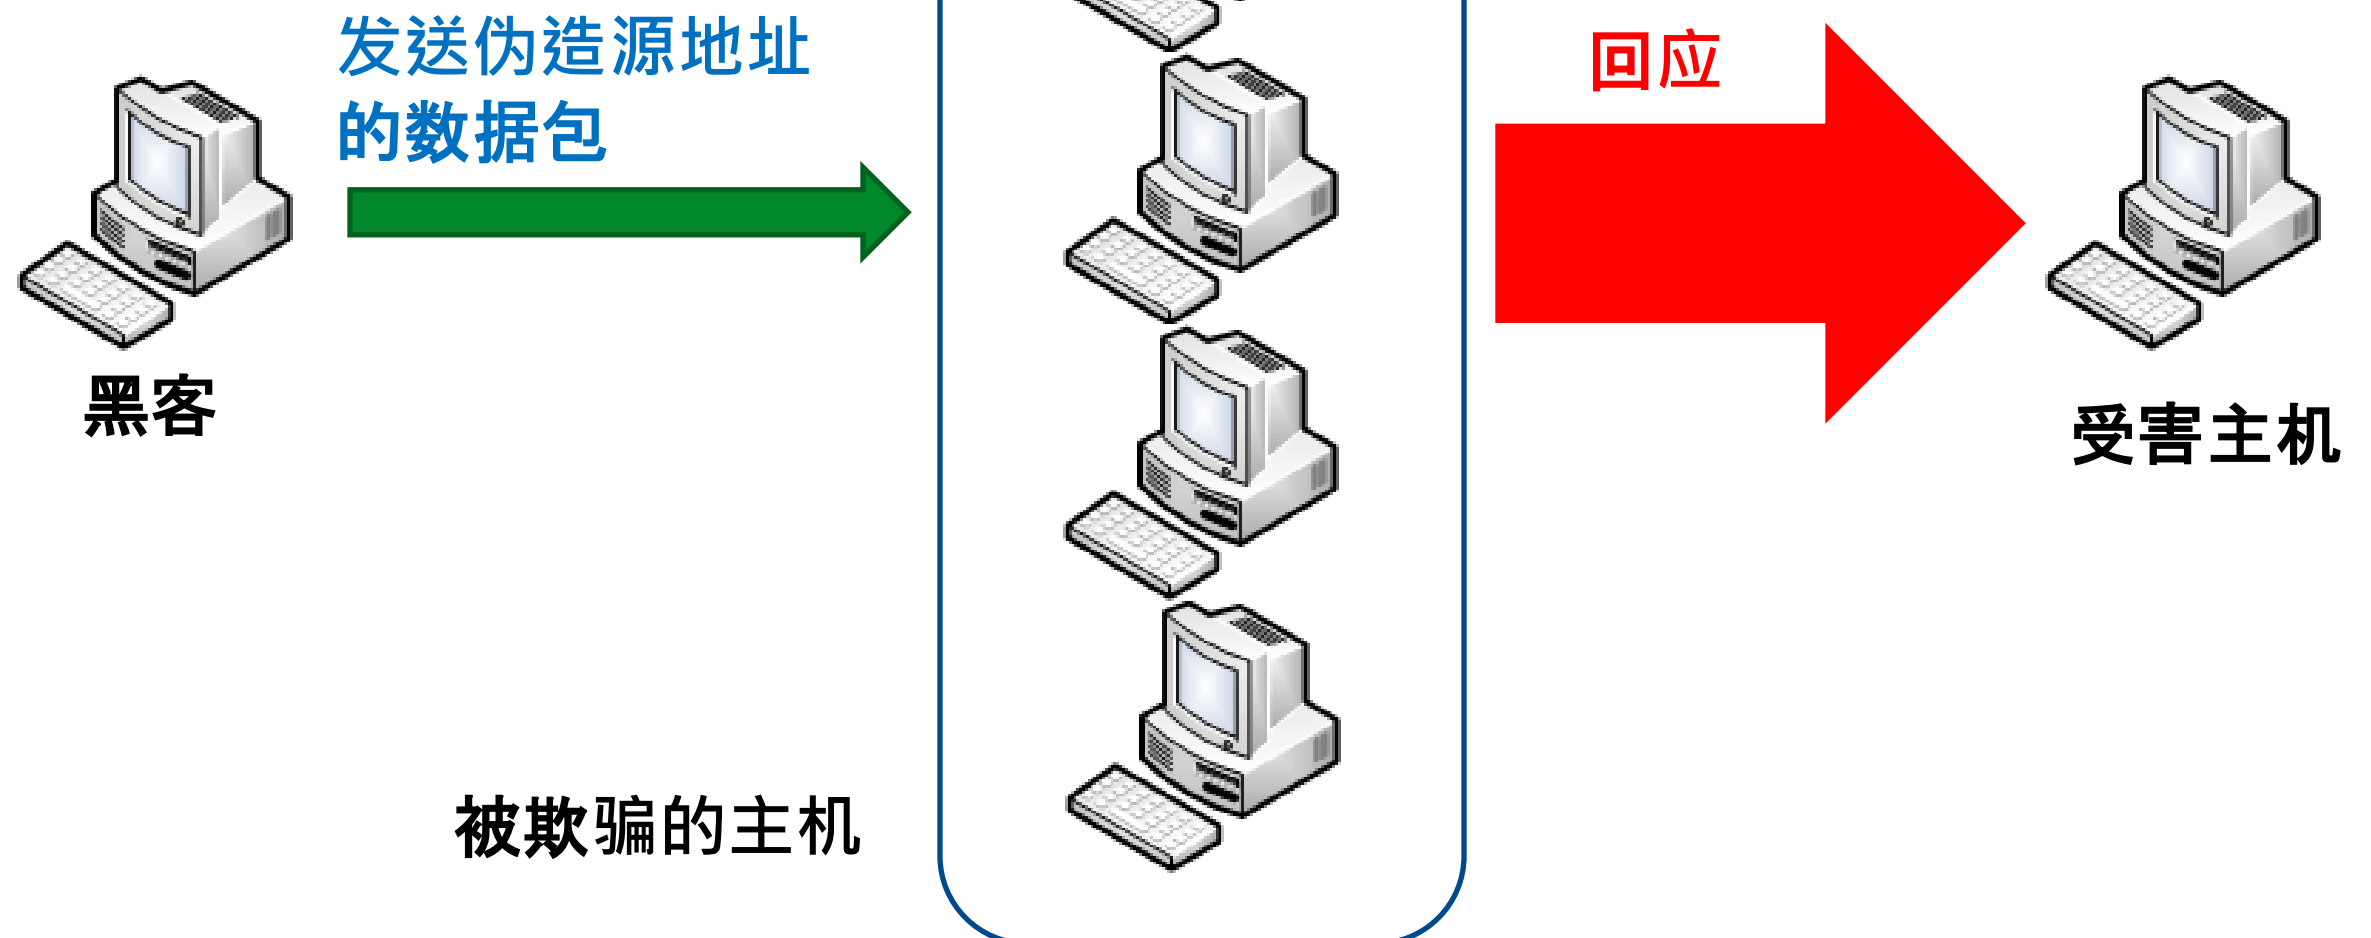 发送伪造源地址
的数据包
回应
黑客
受害主机
被欺骗的主机